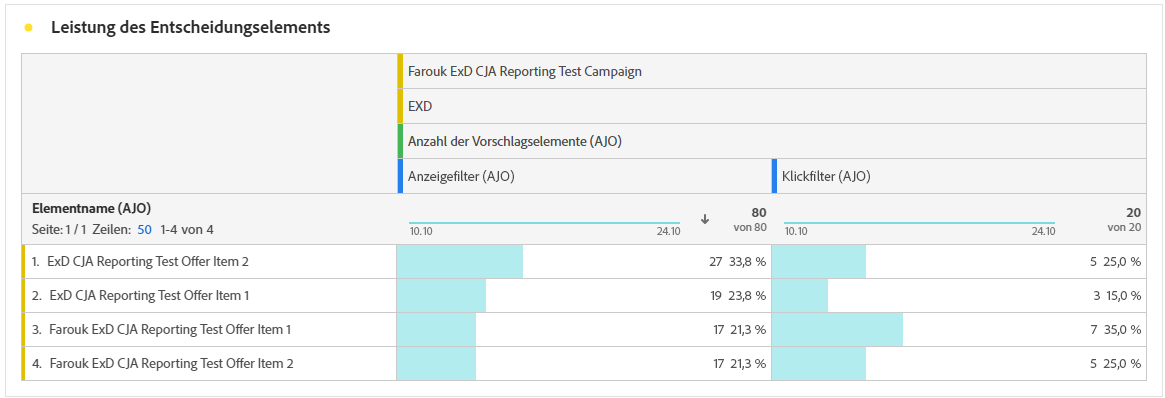 Leistung des Entscheidungselements
Farouk ExD CJA Reporting Test Campaign
EXD
Anzahl der Vorschlagselemente (AJO)
Anzeigefilter (AJO) Klickfilter (AJO)
Elementname (AJO)
Seite: 1 / 1 Zeilen: 50 1-4 von 4
10.10 24.10 ↓ 80 von 80 10.10 24.10 20 von 20
1. ExD CJA Reporting Test Offer Item 2 27 33,8 % 5 25,0 %
2. ExD CJA Reporting Test Offer Item 1 19 23,8 % 3 15,0 %
3. Farouk ExD CJA Reporting Test Offer Item 1 17 21,3 % 7 35,0 %
4. Farouk ExD CJA Reporting Test Offer Item 2 17 21,3 % 5 25,0 %